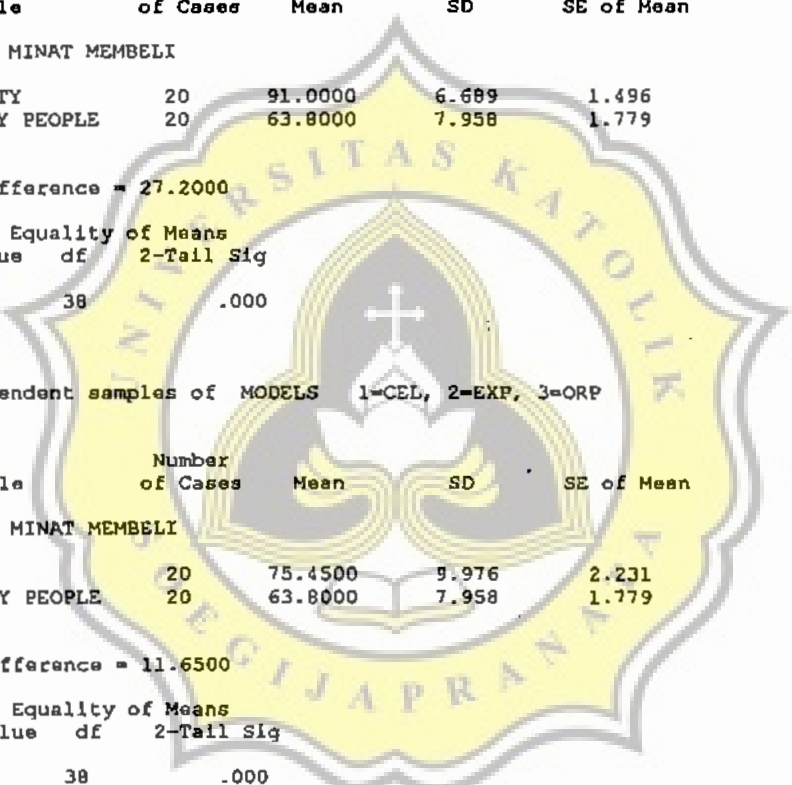 le of Cases Mean SD SE of Mean
MINAT MEMBELI
TY 20 91.0000 6.689 1.496
Y PEOPLE 20 63.8000 7.958 1.779
fference = 27.2000
Equality of Means
ue df 2-Tail Sig
38 .000
endent samples of MODELS 1=CEL, 2=EXP, 3=ORP
Number
le of Cases Mean SD SE of Mean
MINAT MEMBELI
20 75.4500 9.976 2.231
Y PEOPLE 20 63.8000 7.958 1.779
fference = 11.6500
Equality of Means
lue df 2-Tail Sig
38 .000
UNIVERSITAS KATOLIK
SOEGIJAPRANATA